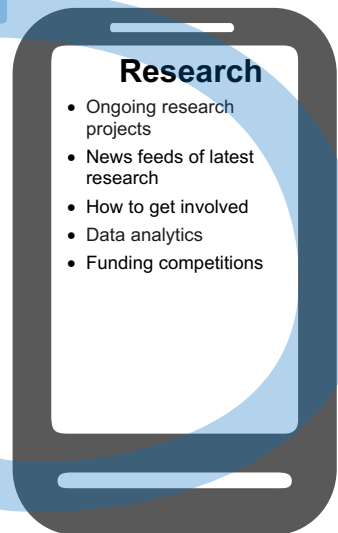 Research
• Ongoing research
projects
• News feeds of latest
research
• How to get involved
• Data analytics
• Funding competitions